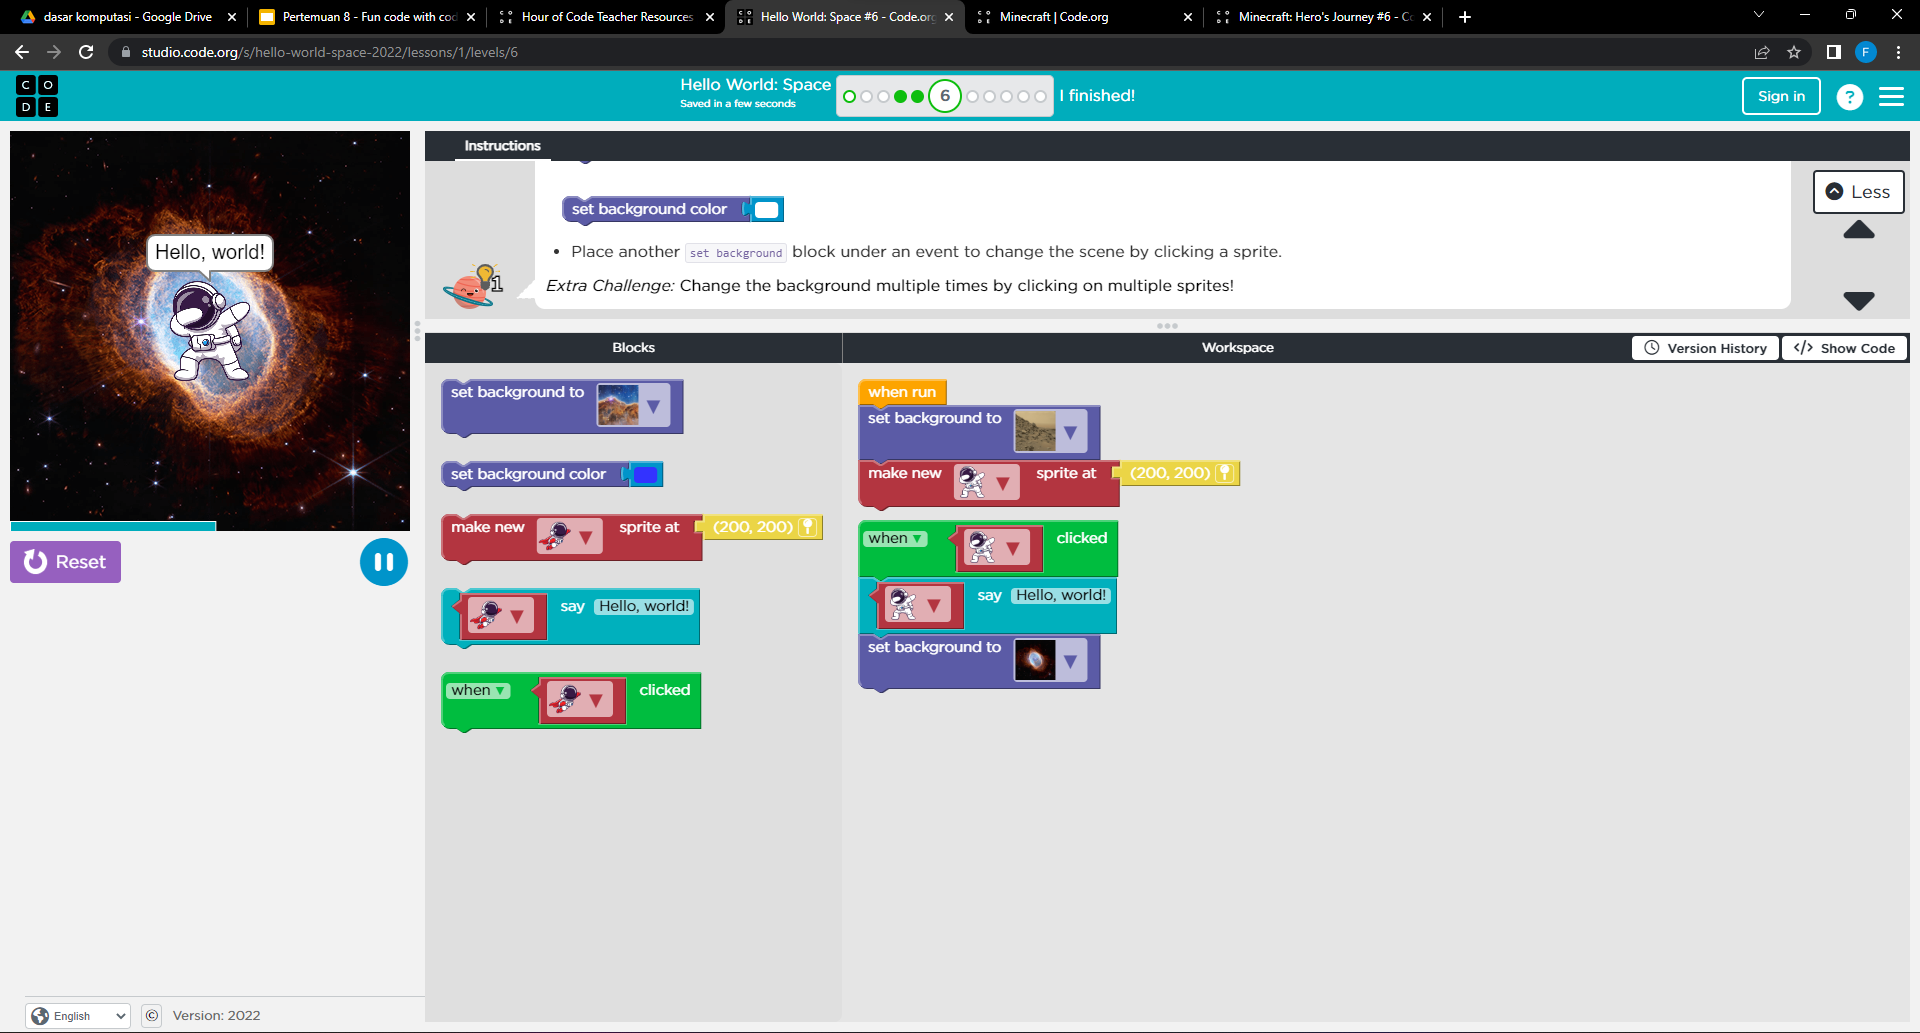 dasar komputasi - Google Drive
Pertemuan 8 - Fun code with cod
Hour of Code Teacher Resources
Hello World: Space #6 - Code.org
Minecraft | Code.org
Minecraft: Hero's Journey #6 - Co
studio.code.org/s/hello-world-space-2022/lessons/1/levels/6
F
C O
D E
Hello World: Space
Saved in a few seconds
6
I finished!
Sign in
?
Hello, world!
Instructions
set background color
Less
• Place another set background block under an event to change the scene by clicking a sprite.
1
Extra Challenge: Change the background multiple times by clicking on multiple sprites!
Blocks
Workspace
Version History
</> Show Code
set background to
set background color
make new sprite at (200, 200)
say Hello, world!
when clicked
when run
set background to
make new sprite at (200, 200)
when clicked
say Hello, world!
set background to
Reset
English
©
Version: 2022